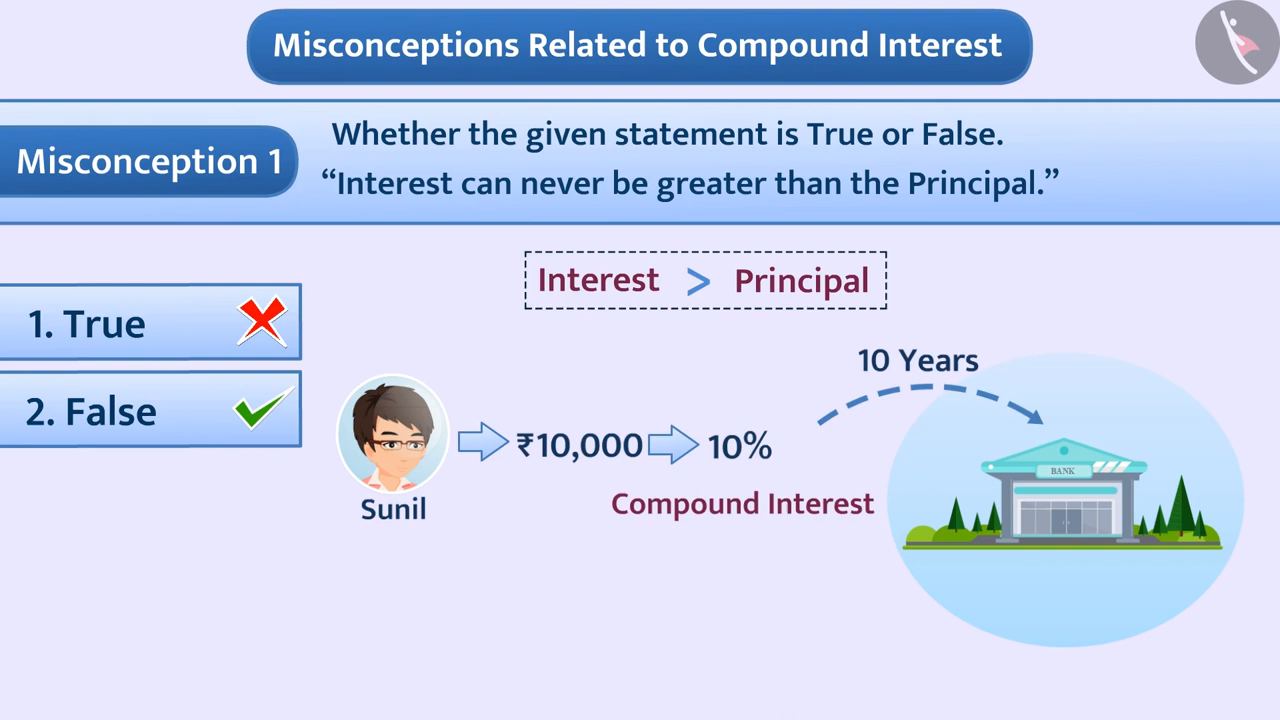 Misconceptions Related to Compound Interest
Misconception 1
Whether the given statement is True or False.
“Interest can never be greater than the Principal.”
Interest > Principal
1. True
2. False
10 Years
₹10,000
10%
BANK
Sunil
Compound Interest